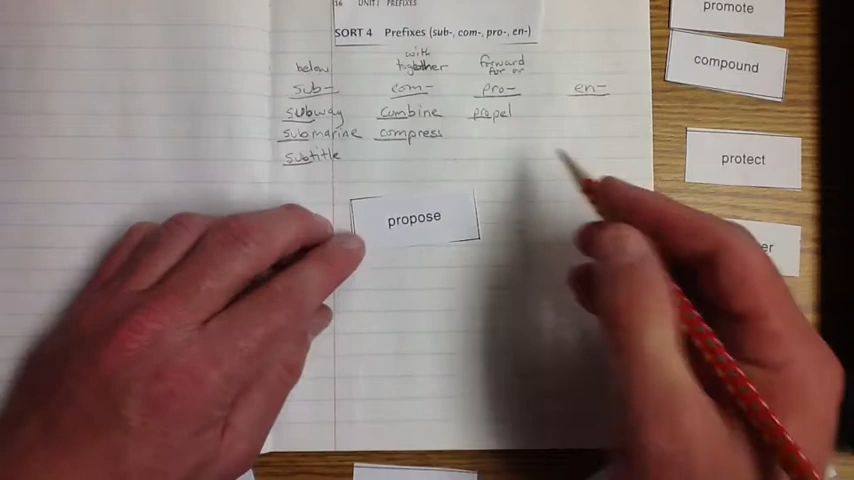 16 UNIT I PREFIXES
SORT 4 Prefixes (sub-, com-, pro-, en-)
below with together forward for or
sub- com- pro- en-
subway combine propel
submarine compress
subtitle
propose
promote
compound
protect
er